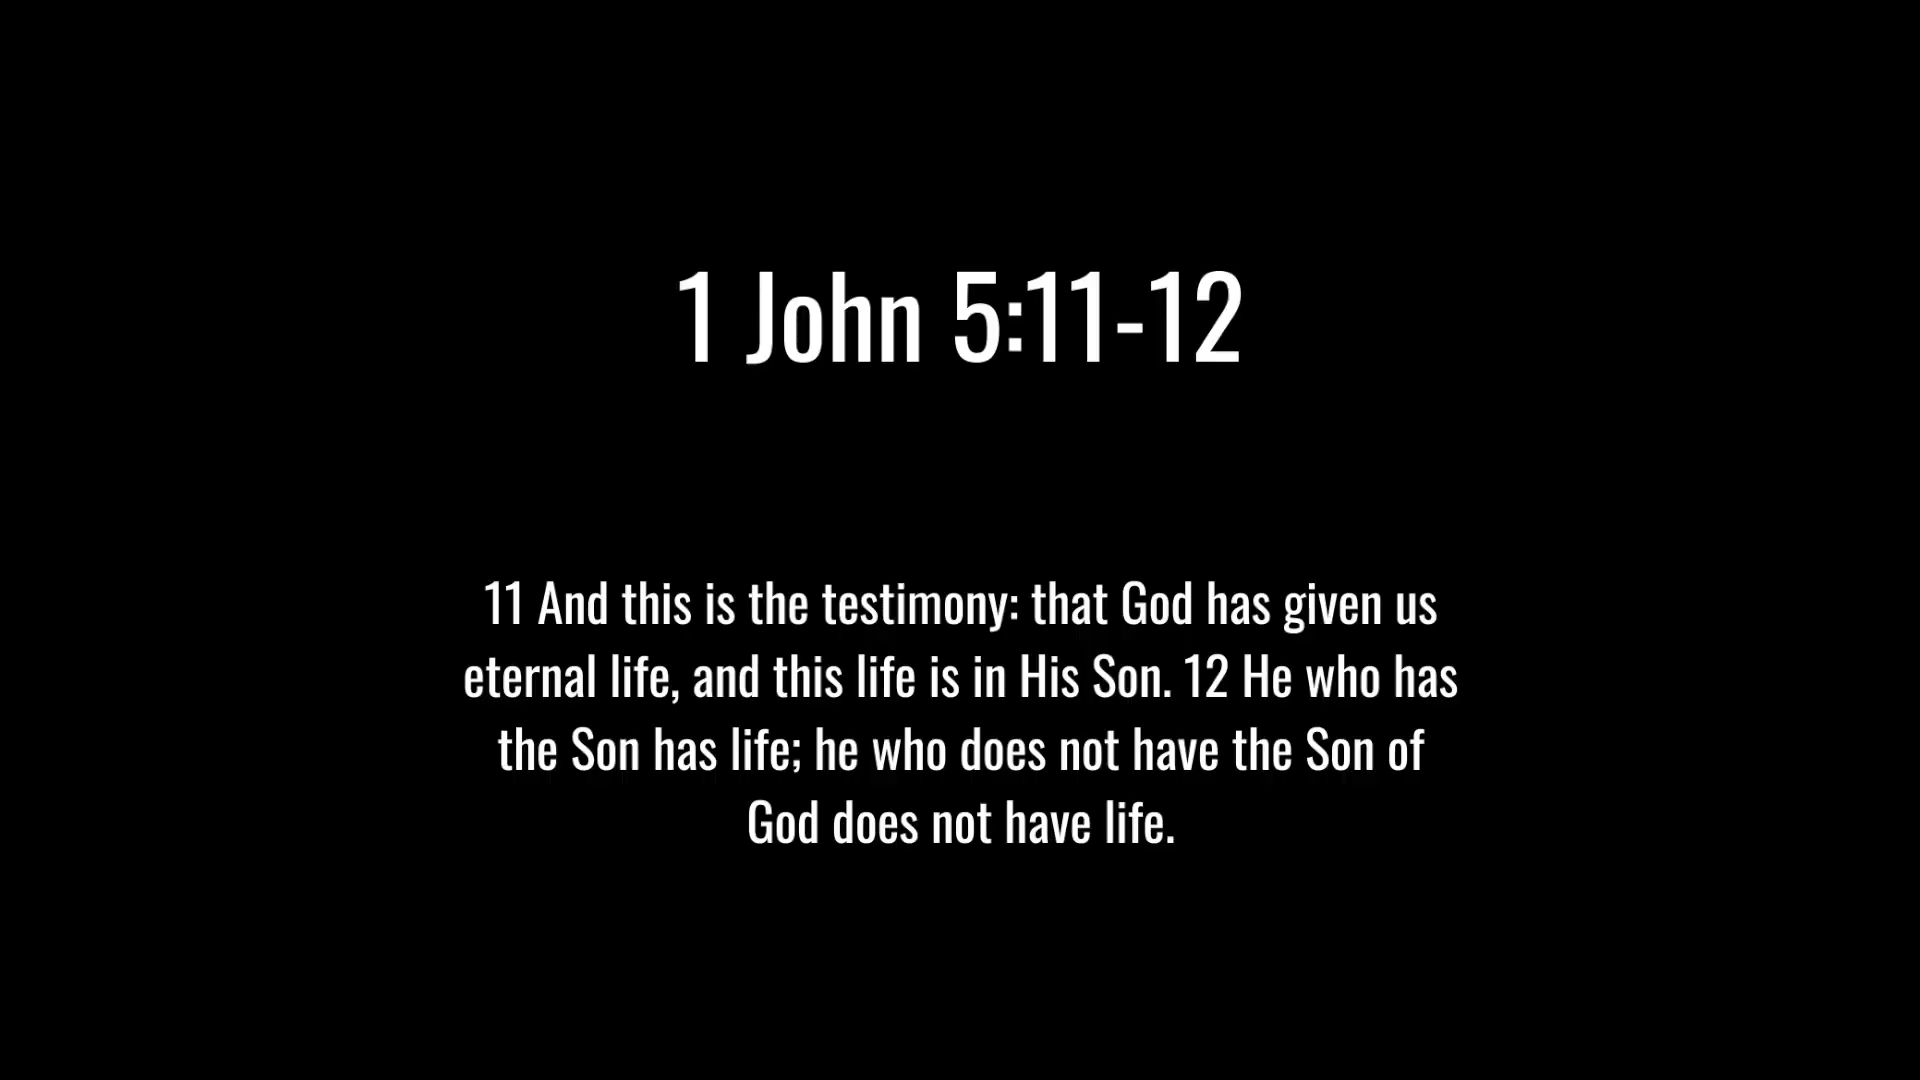 1 John 5:11-12
11 And this is the testimony: that God has given us
eternal life, and this life is in His Son. 12 He who has
the Son has life; he who does not have the Son of
God does not have life.